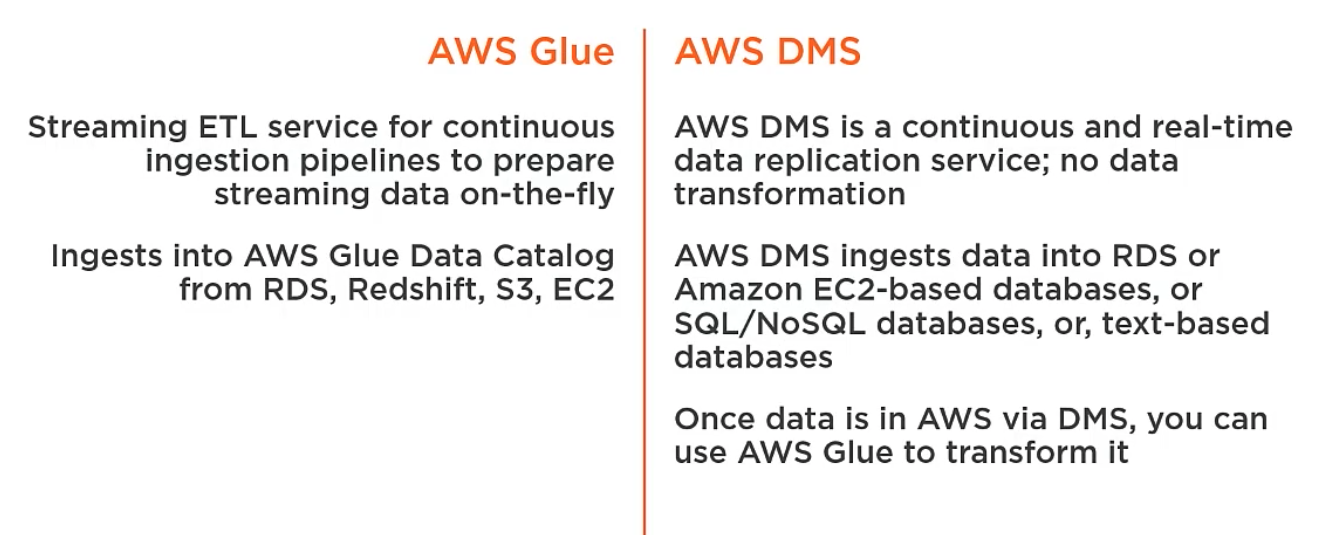 AWS Glue
Streaming ETL service for continuous
ingestion pipelines to prepare
streaming data on-the-fly
Ingests into AWS Glue Data Catalog
from RDS, Redshift, S3, EC2
AWS DMS
AWS DMS is a continuous and real-time
data replication service; no data
transformation
AWS DMS ingests data into RDS or
Amazon EC2-based databases, or
SQL/NoSQL databases, or, text-based
databases
Once data is in AWS via DMS, you can
use AWS Glue to transform it